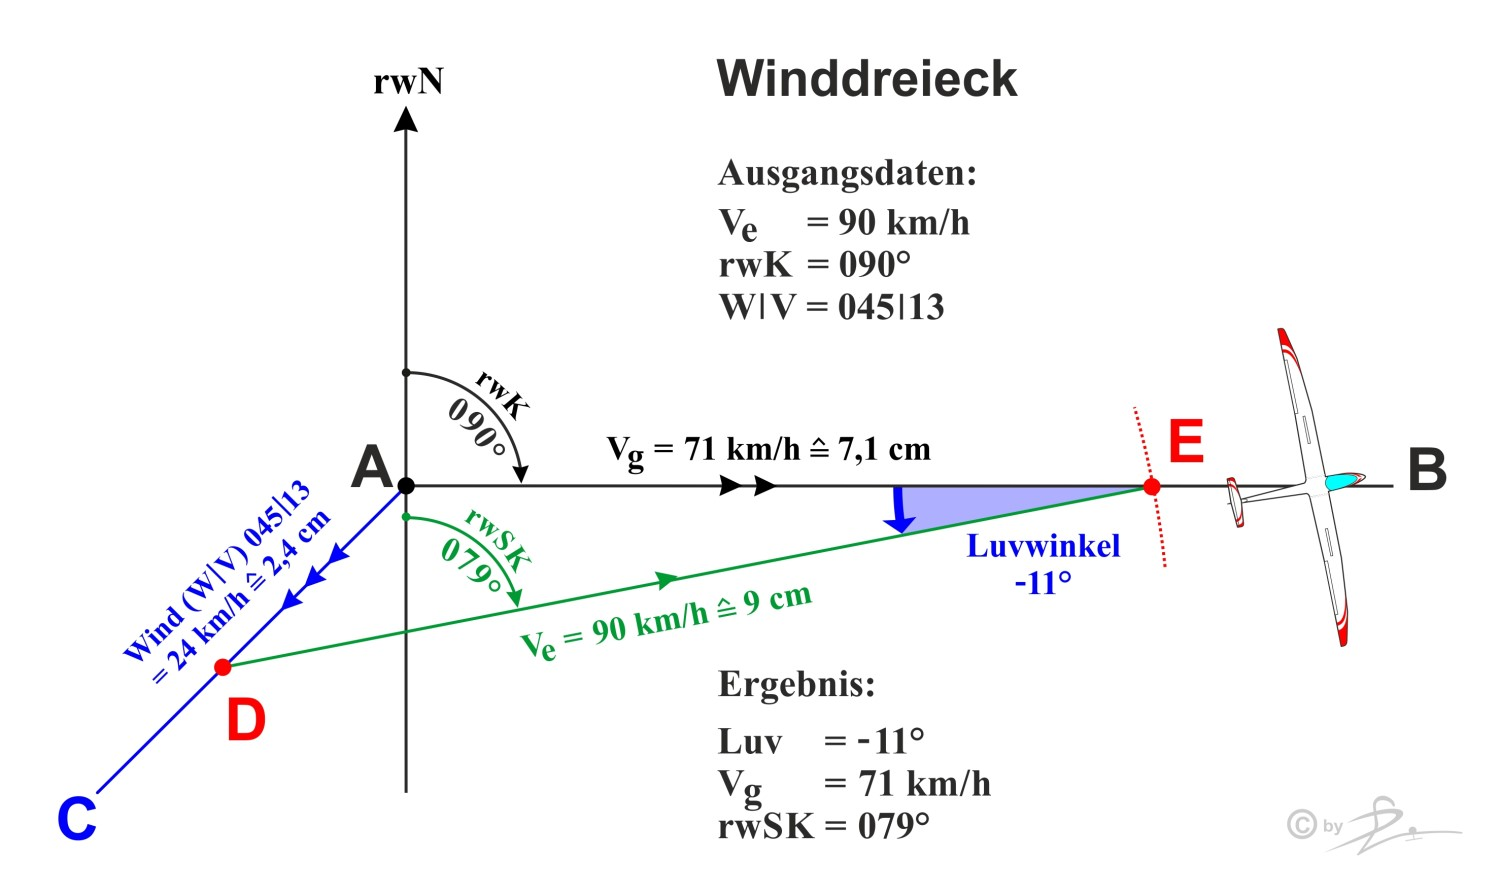 rwN
Winddreieck
Ausgangsdaten:
Ve = 90 km/h
rwK = 090°
W|V = 045|13
rwK
090°
A
Vg = 71 km/h ≙ 7,1 cm
E
B
rwSK
079°
Luvwinkel
-11°
Wind (W|V) 045|13
= 24 km/h ≙ 2,4 cm
Ve = 90 km/h ≙ 9 cm
D
C
Ergebnis:
Luv = -11°
Vg = 71 km/h
rwSK = 079°
© by